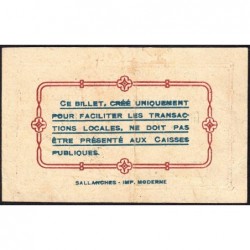 CE BILLET, CRÉÉ UNIQUEMENT
POUR FACILITER LES TRANSAC-
TIONS LOCALES, NE DOIT PAS
ÊTRE PRÉSENTÉ AUX CAISSES
PUBLIQUES.
SALLANCHES - IMP. MODERNE